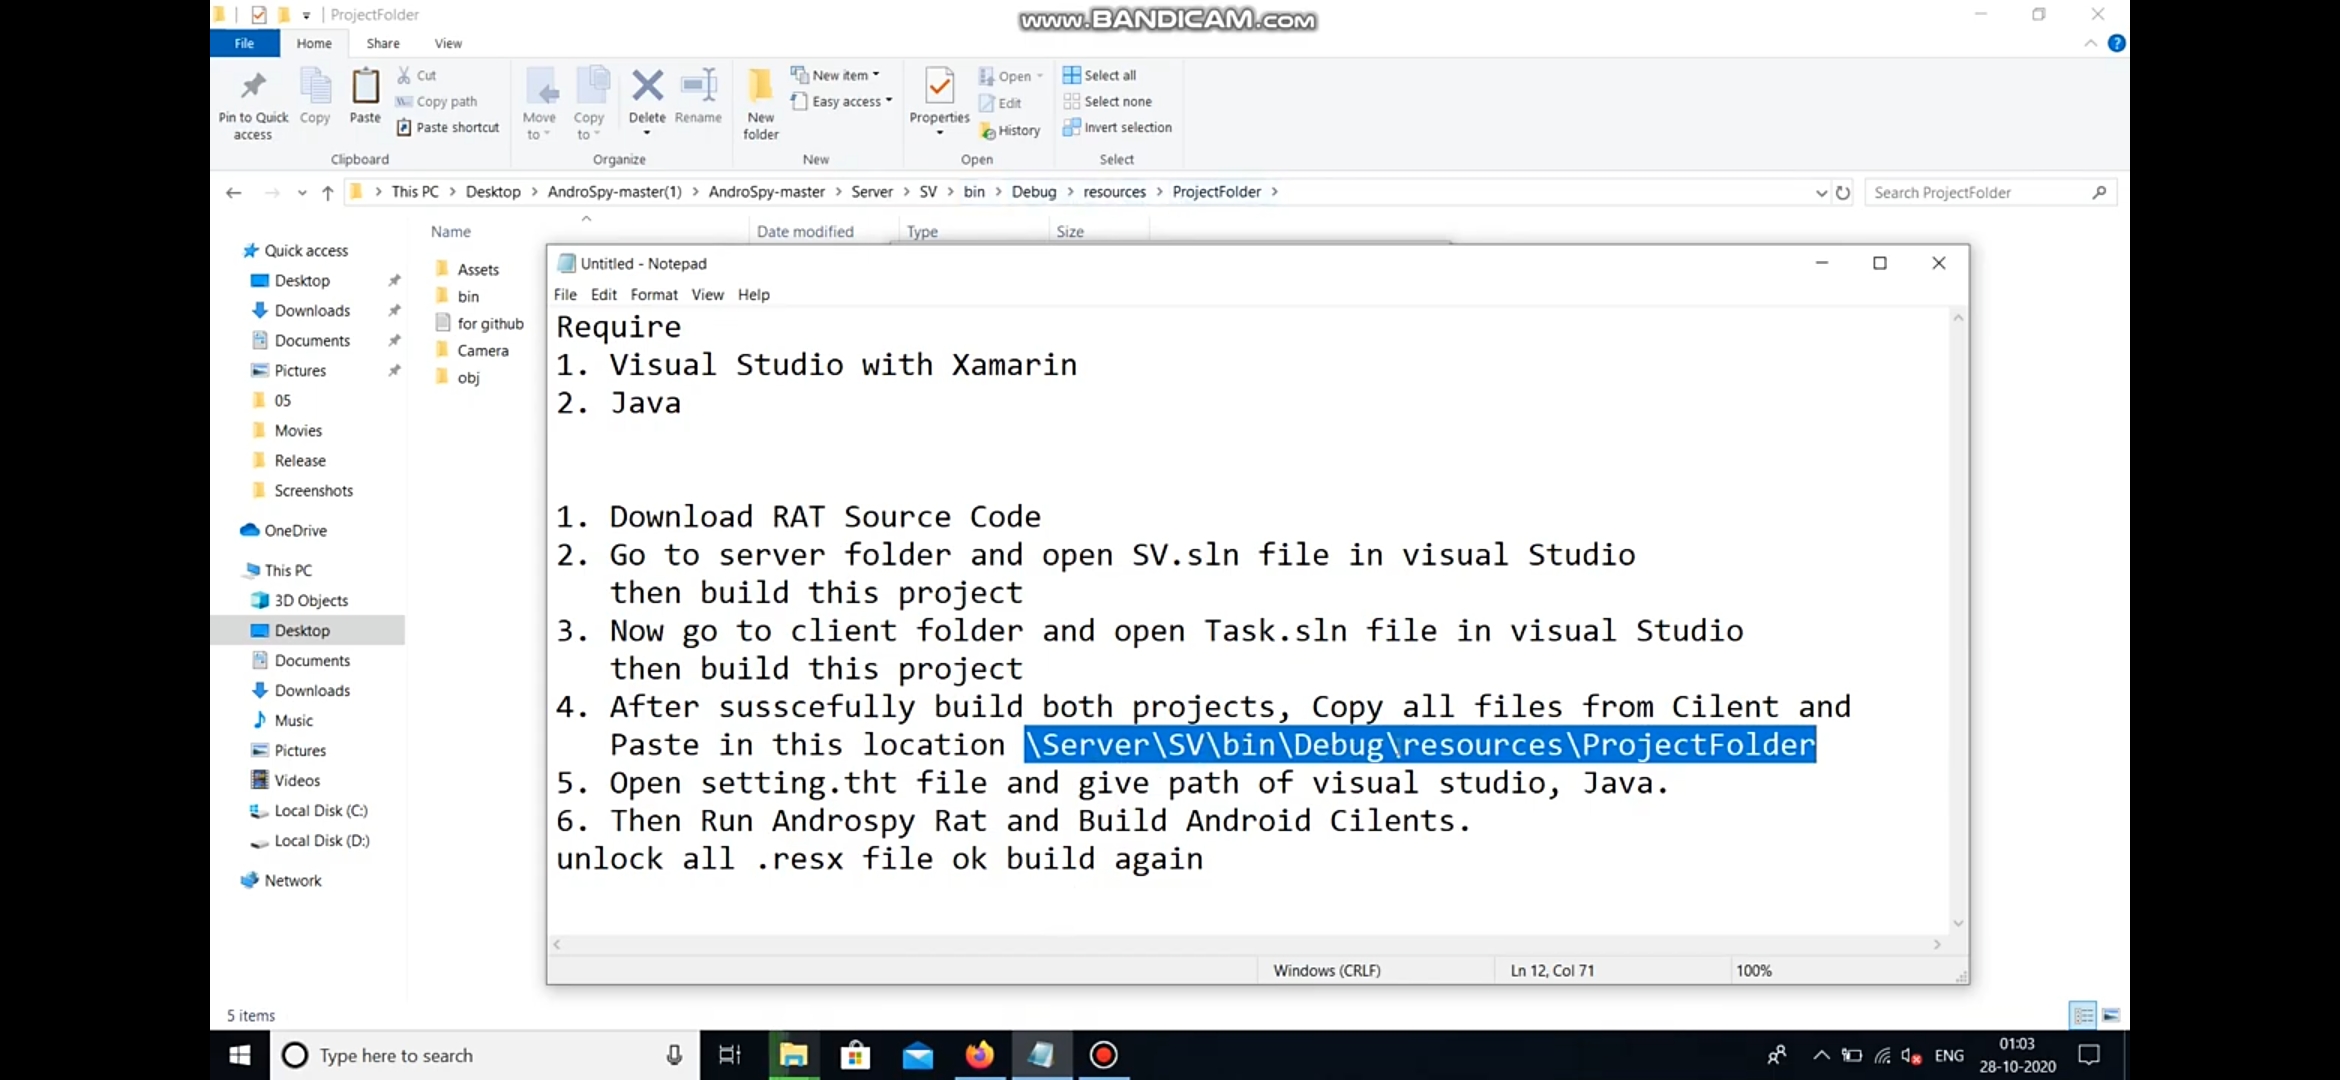 ProjectFolder
www.BANDICAM.com
File Home Share View
Pin to Quick access
Copy
Paste
Cut
Copy path
Paste shortcut
Clipboard
Move to
Copy to
Delete
Rename
Organize
New folder
New item
Easy access
New
Properties
Open
Edit
History
Open
Select all
Select none
Invert selection
Select
This PC > Desktop > AndroSpy-master(1) > AndroSpy-master > Server > SV > bin > Debug > resources > ProjectFolder >
Search ProjectFolder
Name Date modified Type Size
Quick access
Desktop
Downloads
Documents
Pictures
05
Movies
Release
Screenshots
OneDrive
This PC
3D Objects
Desktop
Documents
Downloads
Music
Pictures
Videos
Local Disk (C:)
Local Disk (D:)
Network
Assets
bin
for github
Camera
obj
Untitled - Notepad
File Edit Format View Help
Require
1. Visual Studio with Xamarin
2. Java
1. Download RAT Source Code
2. Go to server folder and open SV.sln file in visual Studio
then build this project
3. Now go to client folder and open Task.sln file in visual Studio
then build this project
4. After susscefully build both projects, Copy all files from Cilent and
Paste in this location \Server\SV\bin\Debug\resources\ProjectFolder
5. Open setting.tht file and give path of visual studio, Java.
6. Then Run Androspy Rat and Build Android Cilents.
unlock all .resx file ok build again
Windows (CRLF) Ln 12, Col 71 100%
5 items
Type here to search
ENG
01:03
28-10-2020